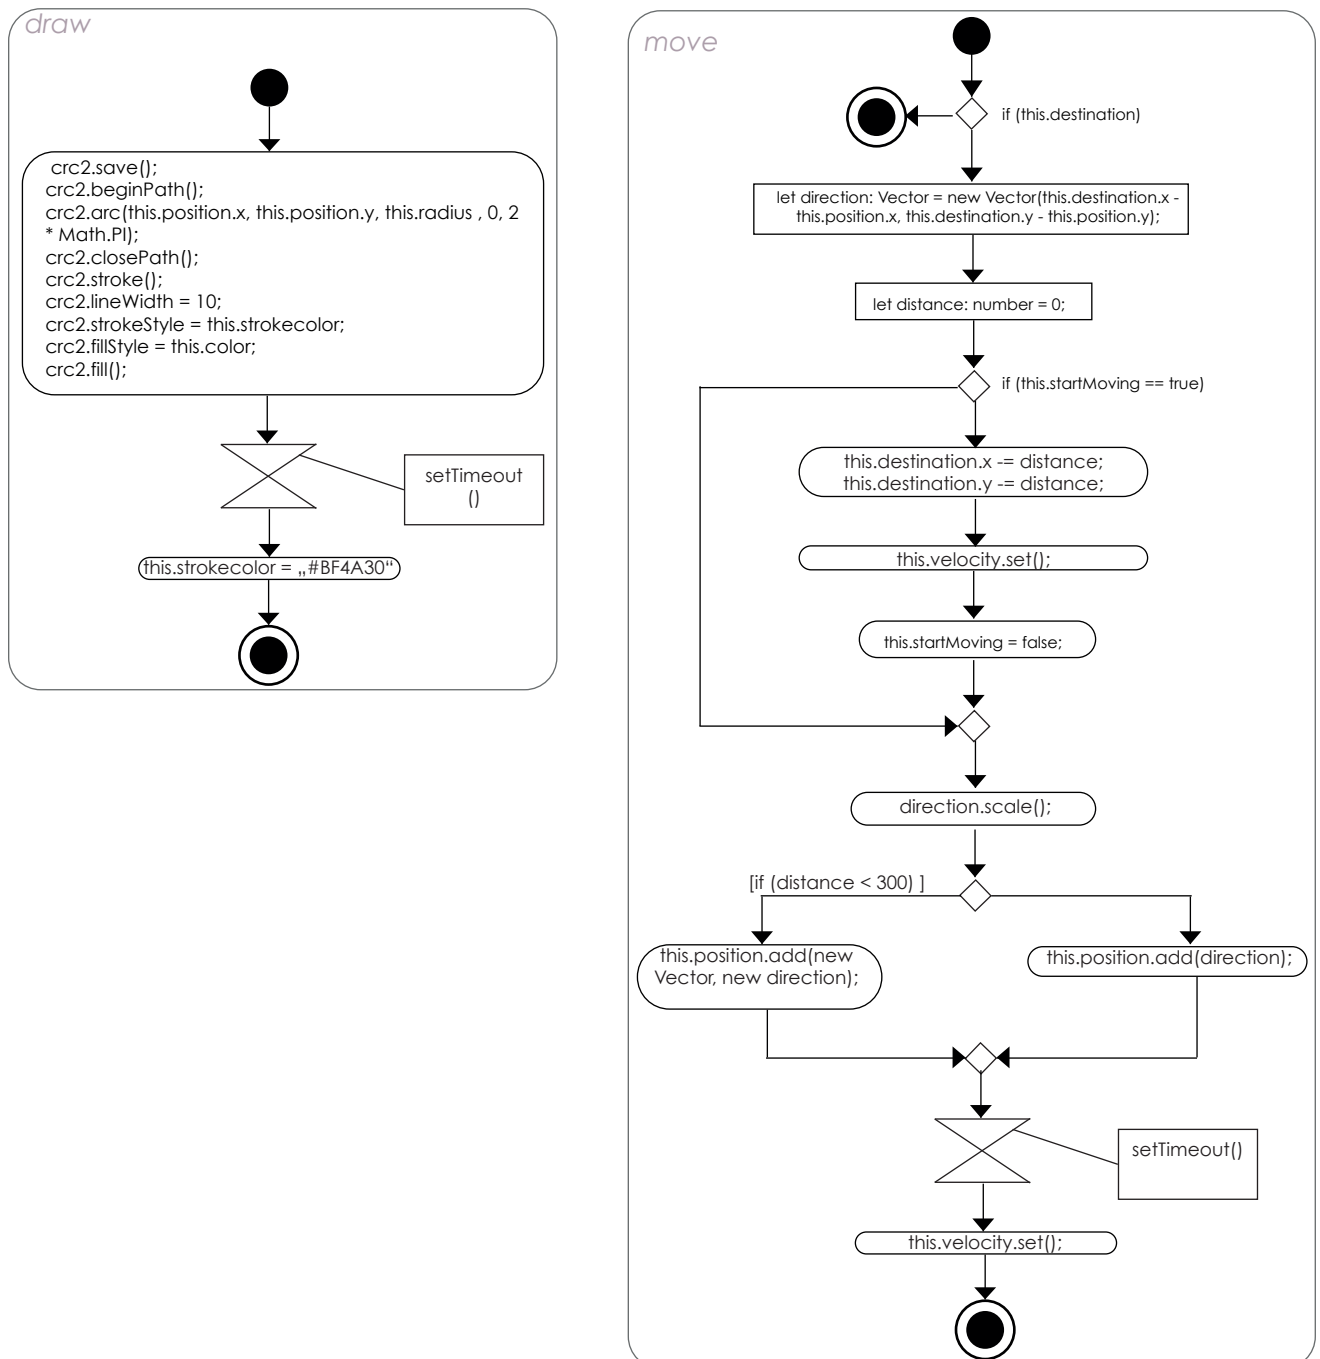 draw
crc2.save();
crc2.beginPath();
crc2.arc(this.position.x, this.position.y, this.radius , 0, 2
* Math.PI);
crc2.closePath();
crc2.stroke();
crc2.lineWidth = 10;
crc2.strokeStyle = this.strokecolor;
crc2.fillStyle = this.color;
crc2.fill();
setTimeout
()
this.strokecolor = „#BF4A30“
move
if (this.destination)
let direction: Vector = new Vector(this.destination.x -
this.position.x, this.destination.y - this.position.y);
let distance: number = 0;
if (this.startMoving == true)
this.destination.x -= distance;
this.destination.y -= distance;
this.velocity.set();
this.startMoving = false;
direction.scale();
[if (distance < 300) ]
this.position.add(new
Vector, new direction);
this.position.add(direction);
setTimeout()
this.velocity.set();